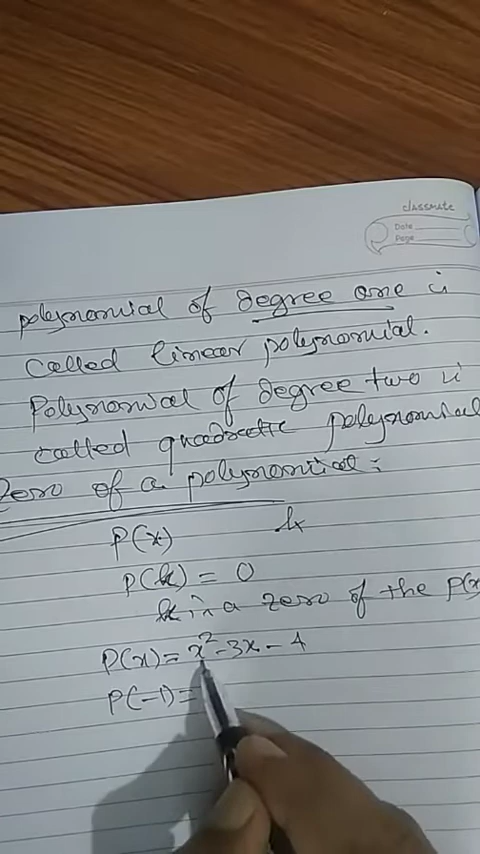 classmate
Date
Page
polynomial of degree one is
called linear polynomial.
Polynomial of degree two is
called quadratic polynomial
Zero of a polynomial:
P(x) k
P(k) = 0
k is a zero of the P(x
P(x) = x² - 3x - 4
P(-1) =